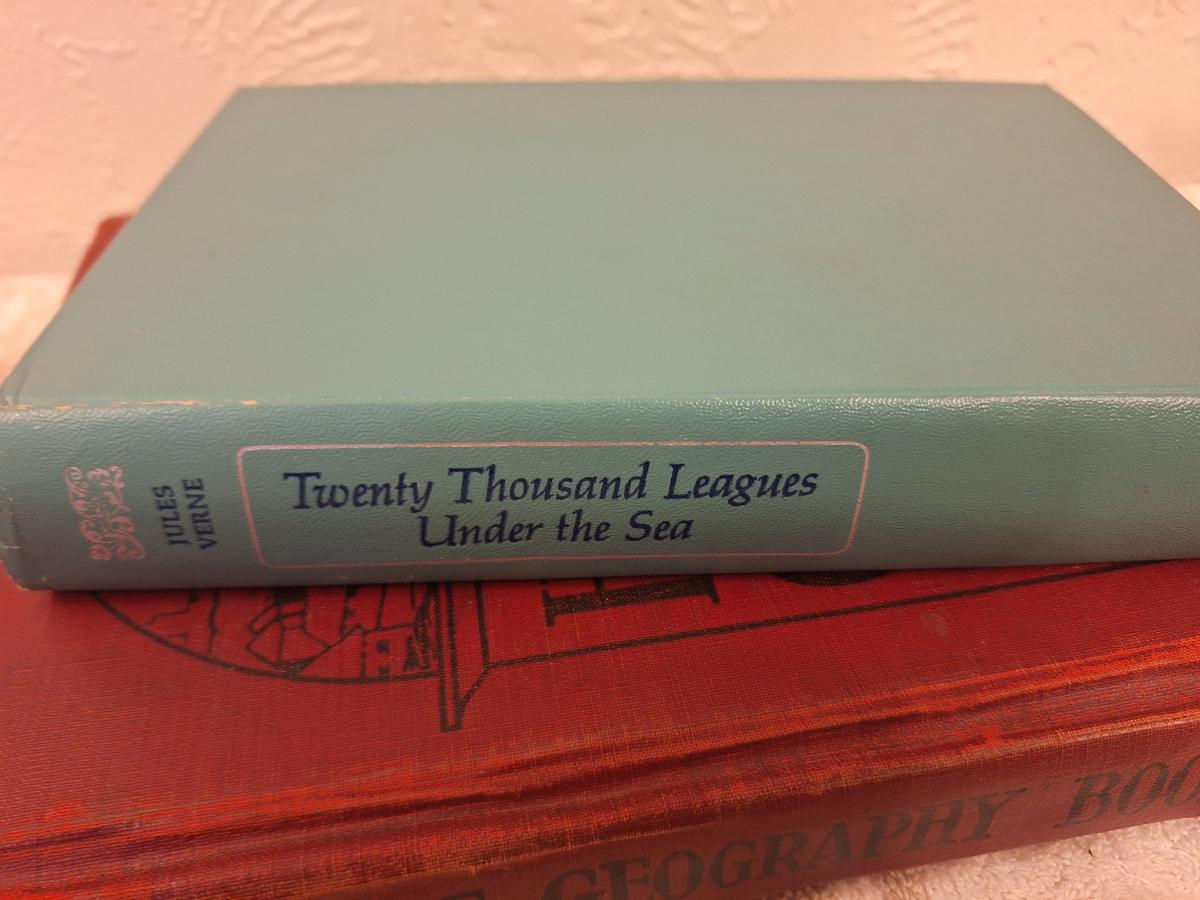 JULES
VERNE
Twenty Thousand Leagues
Under the Sea
GEOGRAPHY